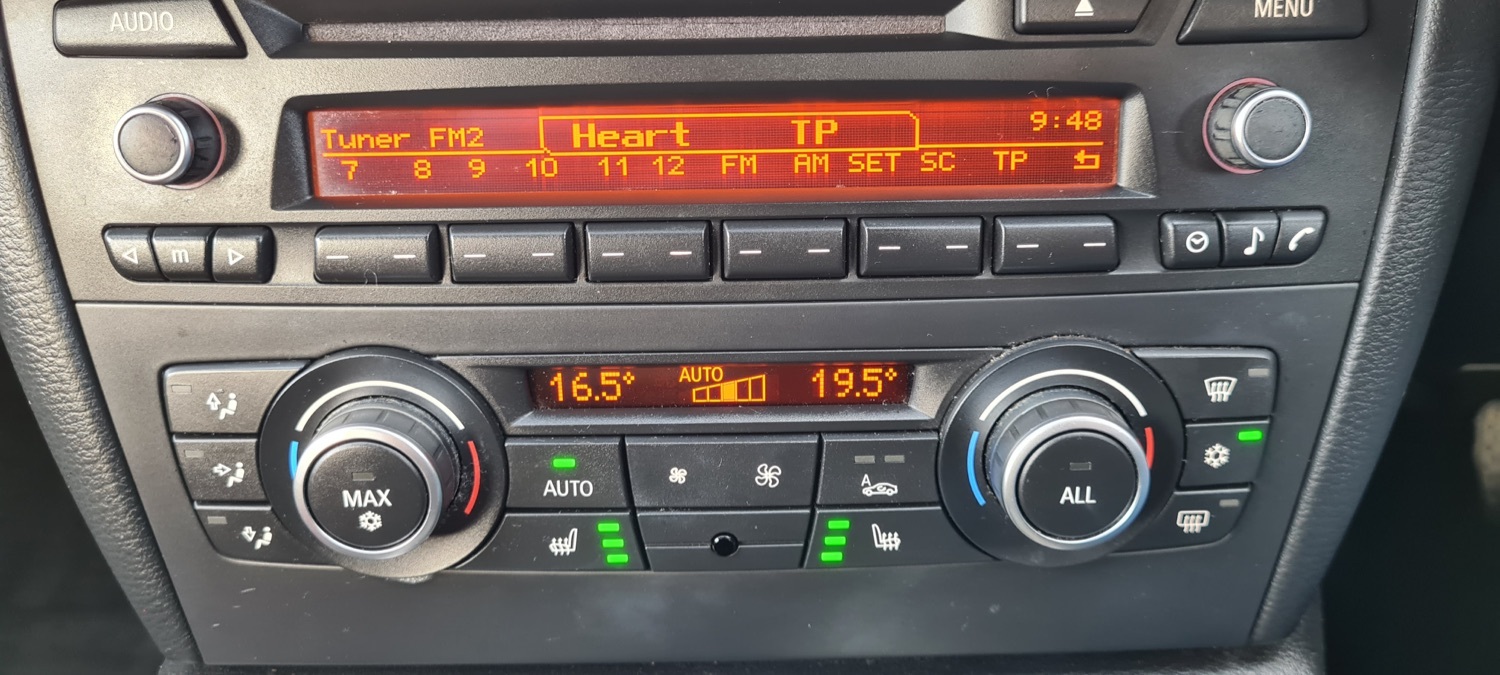 AUDIO
MENU
Tuner FM2 Heart TP 9:48
7 8 9 10 11 12 FM AM SET SC TP
m
16.5° AUTO 19.5°
AUTO
A
MAX
ALL